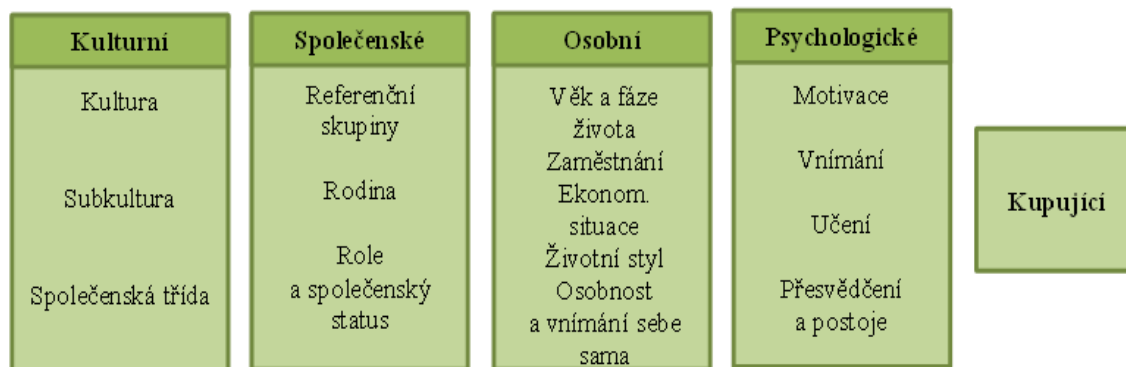 Kulturní
Kultura
Subkultura
Společenská třída
Společenské
Referenční
skupiny
Rodina
Role
a společenský
status
Osobní
Věk a fáze
života
Zaměstnání
Ekonom.
situace
Životní styl
Osobnost
a vnímání sebe
sama
Psychologické
Motivace
Vnímání
Učení
Přesvědčení
a postoje
Kupující